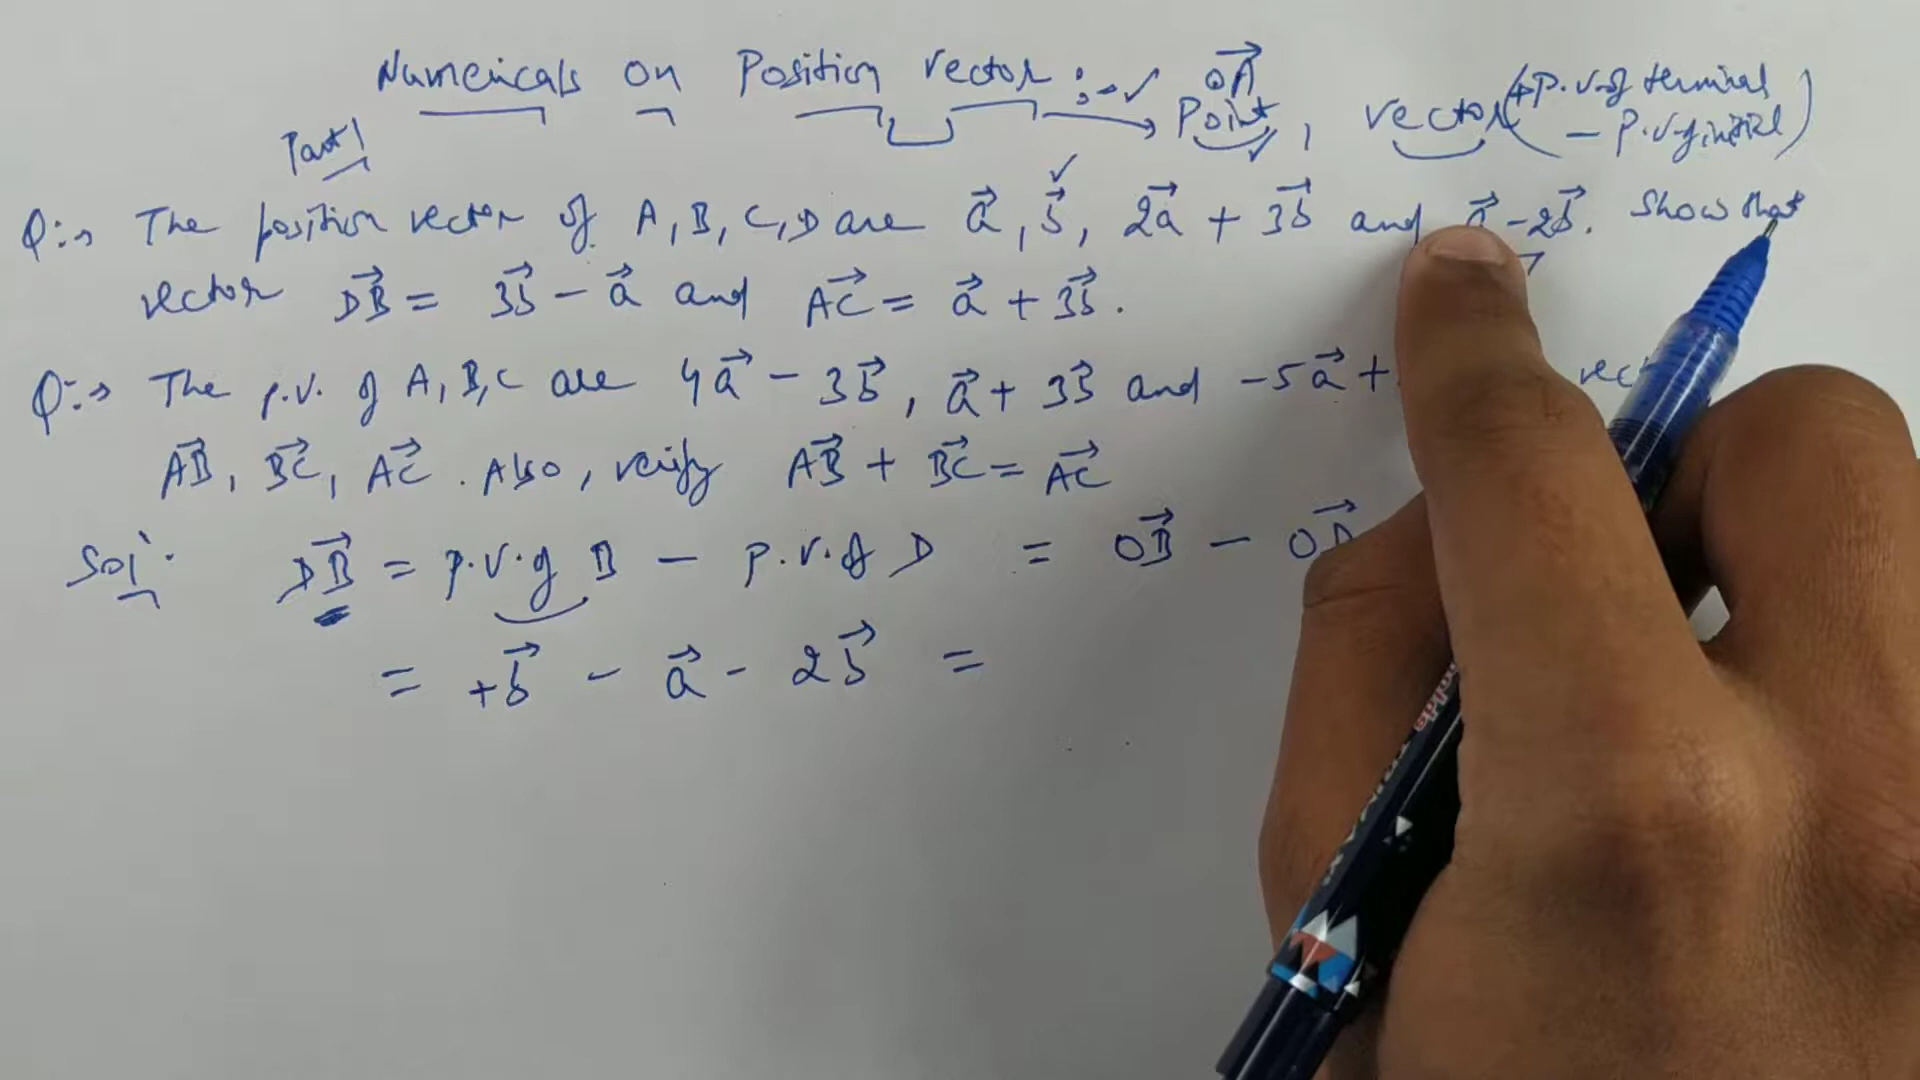 Numericals on Position vector :- ✓ → Point ✓, vector (+p.v. of terminal
OA⃗
- p.v. of initial)
Part 1
Q:→ The position vector of A, B, C, D are a⃗, b⃗, 2a⃗ + 3b⃗ and a⃗ - 2b⃗. Show that
vector DB⃗ = 3b⃗ - a⃗ and AC⃗ = a⃗ + 3b⃗.
Q:→ The p.v. of A, B, C are 4a⃗ - 3b⃗, a⃗ + 3b⃗ and -5a⃗ +
AB⃗, BC⃗, AC⃗. Also, verify AB⃗ + BC⃗ = AC⃗
Sol. DB⃗ = p.v. of B - p.v. of D = OB⃗ - OD⃗
= +b⃗ - a⃗ - 2b⃗ =